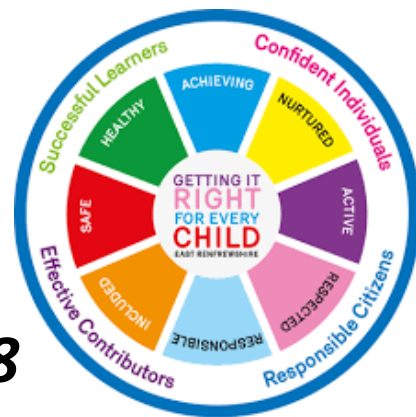 Successful Learners
Confident Individuals
ACHIEVING
NURTURED
ACTIVE
RESPECTED
RESPONSIBLE
INCLUDED
SAFE
HEALTHY
GETTING IT
RIGHT
FOR EVERY
CHILD
EAST RENFREWSHIRE
Effective Contributors
Responsible Citizens
8